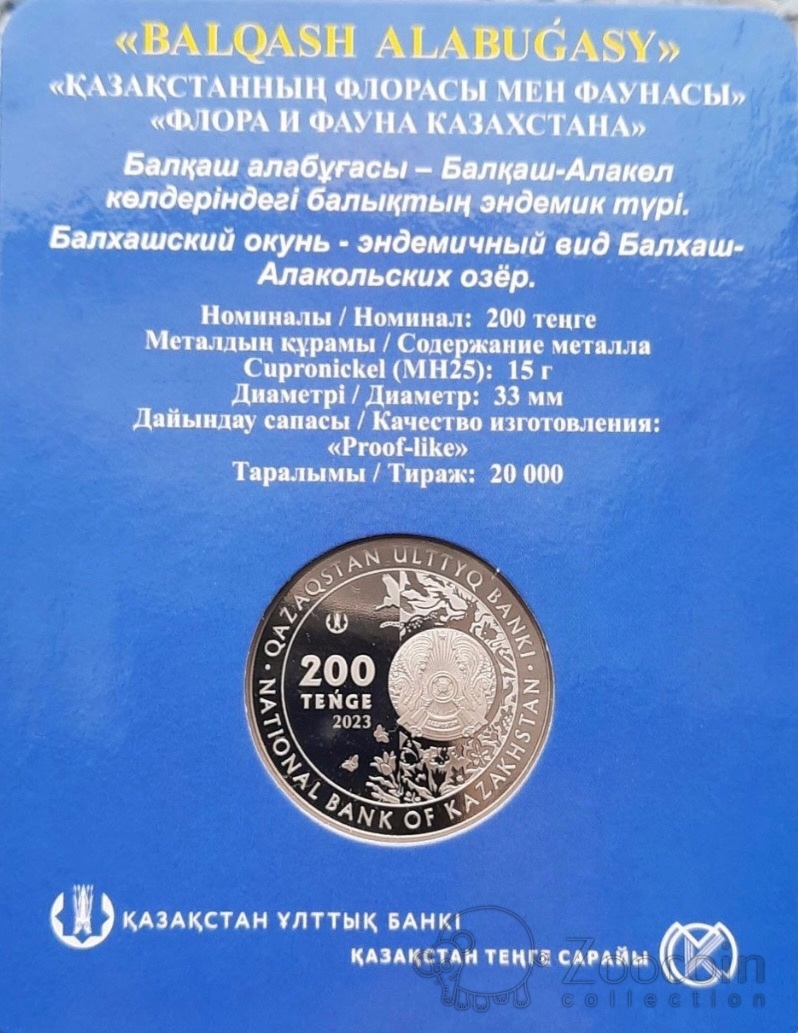 «BALQASH ALABUǴASY»
«ҚАЗАҚСТАННЫҢ ФЛОРАСЫ МЕН ФАУНАСЫ»
«ФЛОРА И ФАУНА КАЗАХСТАНА»
Балқаш алабұғасы – Балқаш-Алакөл
көлдеріндегі балықтың эндемик түрі.
Балхашский окунь - эндемичный вид Балхаш-
Алакольских озёр.
Номиналы / Номинал: 200 теңге
Металдың құрамы / Содержание металла
Cupronickel (МН25): 15 г
Диаметрі / Диаметр: 33 мм
Дайындау сапасы / Качество изготовления:
«Proof-like»
Таралымы / Тираж: 20 000
QAZAQSTAN ULTTYQ BANKI
200
TEŃGE
2023
NATIONAL BANK OF KAZAKHSTAN
ҚАЗАҚСТАН ҰЛТТЫҚ БАНКІ
ҚАЗАҚСТАН ТЕҢГЕ САРАЙЫ
Zoocoin
collection